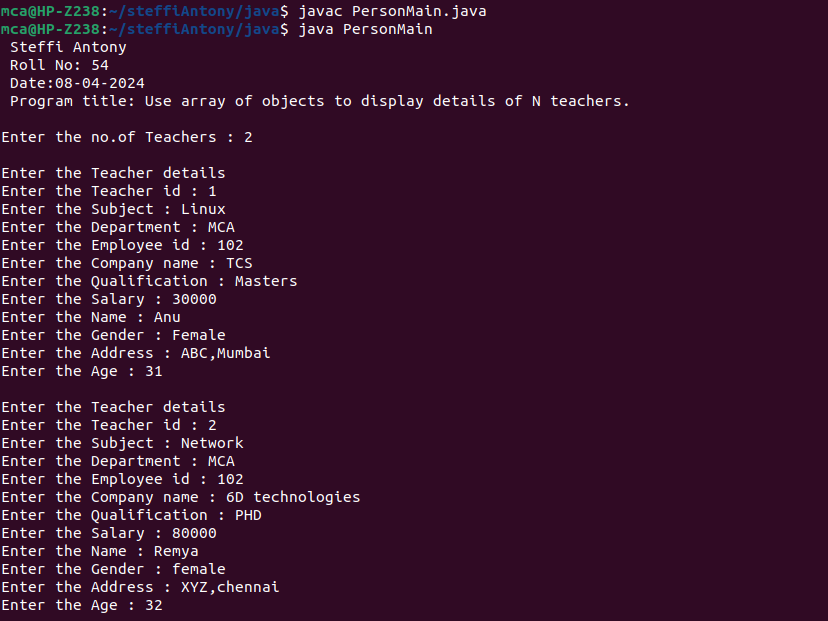 mca@HP-Z238:~/steffiAntony/java$ javac PersonMain.java
mca@HP-Z238:~/steffiAntony/java$ java PersonMain
Steffi Antony
Roll No: 54
Date:08-04-2024
Program title: Use array of objects to display details of N teachers.
Enter the no.of Teachers : 2
Enter the Teacher details
Enter the Teacher id : 1
Enter the Subject : Linux
Enter the Department : MCA
Enter the Employee id : 102
Enter the Company name : TCS
Enter the Qualification : Masters
Enter the Salary : 30000
Enter the Name : Anu
Enter the Gender : Female
Enter the Address : ABC,Mumbai
Enter the Age : 31
Enter the Teacher details
Enter the Teacher id : 2
Enter the Subject : Network
Enter the Department : MCA
Enter the Employee id : 102
Enter the Company name : 6D technologies
Enter the Qualification : PHD
Enter the Salary : 80000
Enter the Name : Remya
Enter the Gender : female
Enter the Address : XYZ,chennai
Enter the Age : 32